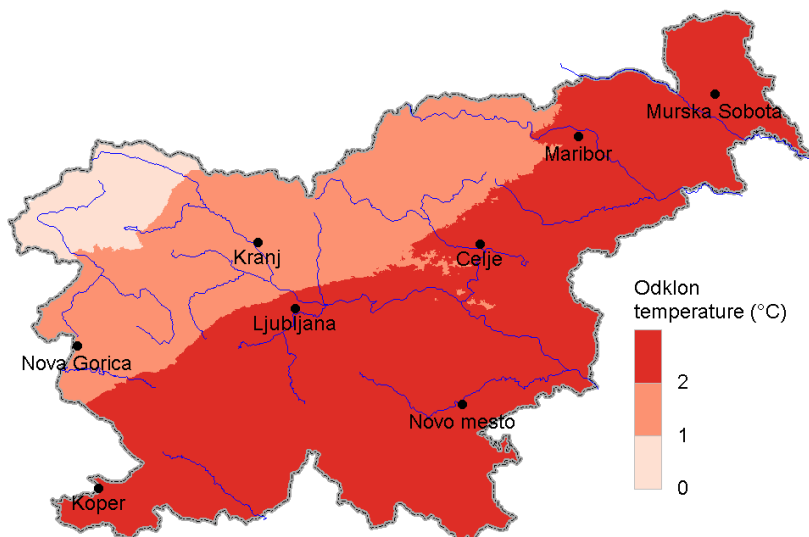 Murska Sobota
Maribor
Kranj
Celje
Ljubljana
Nova Gorica
Novo mesto
Koper
Odklon
temperature (°C)
2
1
0